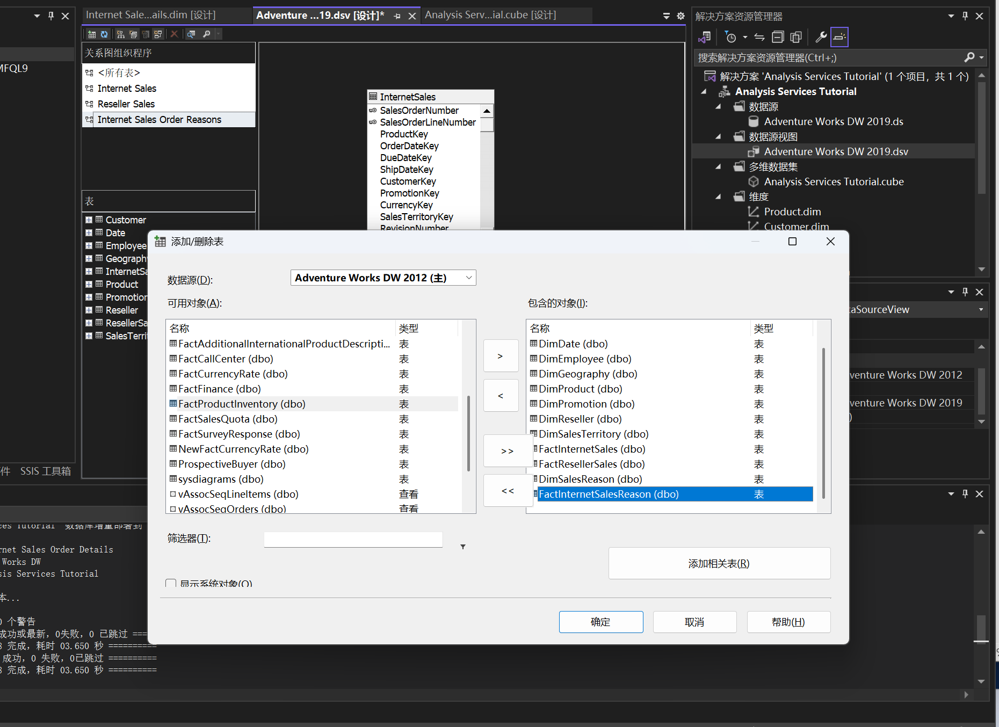 Internet Sale...ails.dim [设计]
Adventure ...19.dsv [设计]*
Analysis Serv...ial.cube [设计]
MFQL9
关系图组织程序
<所有表>
Internet Sales
Reseller Sales
Internet Sales Order Reasons
表
Customer
Date
Employee
Geography
InternetSa
Product
Promotion
Reseller
ResellerSa
SalesTerri
InternetSales
SalesOrderNumber
SalesOrderLineNumber
ProductKey
OrderDateKey
DueDateKey
ShipDateKey
CustomerKey
PromotionKey
CurrencyKey
SalesTerritoryKey
RevisionNumber
解决方案资源管理器
搜索解决方案资源管理器(Ctrl+;)
解决方案 'Analysis Services Tutorial' (1 个项目，共 1 个)
Analysis Services Tutorial
数据源
Adventure Works DW 2019.ds
数据源视图
Adventure Works DW 2019.dsv
多维数据集
Analysis Services Tutorial.cube
维度
Product.dim
Customer.dim
添加/删除表
数据源(D):
Adventure Works DW 2012 (主)
可用对象(A):
名称 类型
FactAdditionalInternationalProductDescripti... 表
FactCallCenter (dbo) 表
FactCurrencyRate (dbo) 表
FactFinance (dbo) 表
FactProductInventory (dbo) 表
FactSalesQuota (dbo) 表
FactSurveyResponse (dbo) 表
NewFactCurrencyRate (dbo) 表
ProspectiveBuyer (dbo) 表
sysdiagrams (dbo) 表
vAssocSeqLineItems (dbo) 查看
vAssocSeqOrders (dbo) 查看
>
<
>>
<<
包含的对象(I):
名称 类型
DimDate (dbo) 表
DimEmployee (dbo) 表
DimGeography (dbo) 表
DimProduct (dbo) 表
DimPromotion (dbo) 表
DimReseller (dbo) 表
DimSalesTerritory (dbo) 表
FactInternetSales (dbo) 表
FactResellerSales (dbo) 表
DimSalesReason (dbo) 表
FactInternetSalesReason (dbo) 表
筛选器(T):
添加相关表(R)
显示系统对象(O)
确定
取消
帮助(H)
taSourceView
venture Works DW 2012
venture Works DW 2019
)
件 SSIS 工具箱
ces Tutorial 数据库增量部署到
rnet Sales Order Details
Works DW
sis Services Tutorial
本...
0 个警告
成功或最新，0失败，0 已跳过 ===
8 完成，耗时 03.650 秒 ==========
成功，0 失败，0已跳过 ==========
8 完成，耗时 03.650 秒 ==========